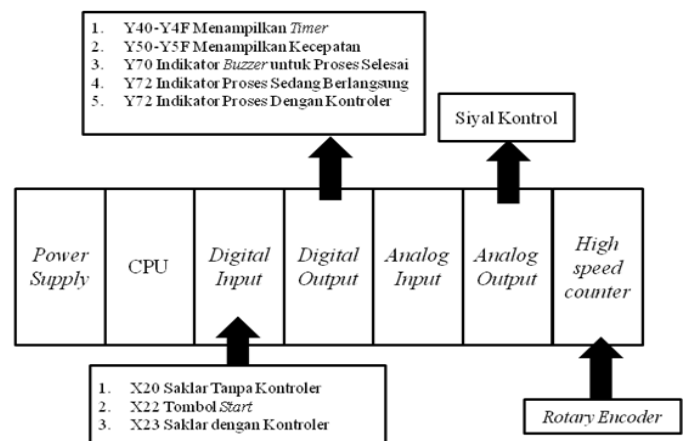 1. Y40-Y4F Menampilkan Timer
2. Y50-Y5F Menampilkan Kecepatan
3. Y70 Indikator Buzzer untuk Proses Selesai
4. Y72 Indikator Proses Sedang Berlangsung
5. Y72 Indikator Proses Dengan Kontroler
Siyal Kontrol
Power
Supply
CPU
Digital
Input
Digital
Output
Analog
Input
Analog
Output
High
speed
counter
1. X20 Saklar Tanpa Kontroler
2. X22 Tombol Start
3. X23 Saklar dengan Kontroler
Rotary Encoder